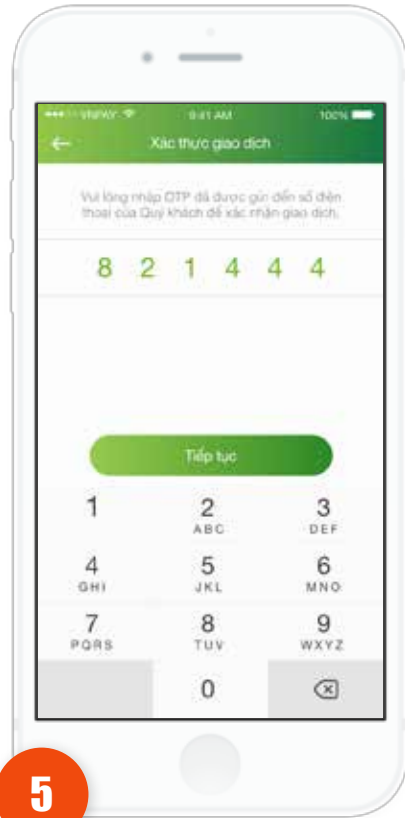 VNPAY 9:41 AM 100%
Xác thực giao dịch
Vui lòng nhập OTP đã được gửi đến số điện
thoại của Quý khách để xác nhận giao dịch.
8 2 1 4 4 4
Tiếp tục
1 2 3
ABC DEF
4 5 6
GHI JKL MNO
7 8 9
PQRS TUV WXYZ
0
5